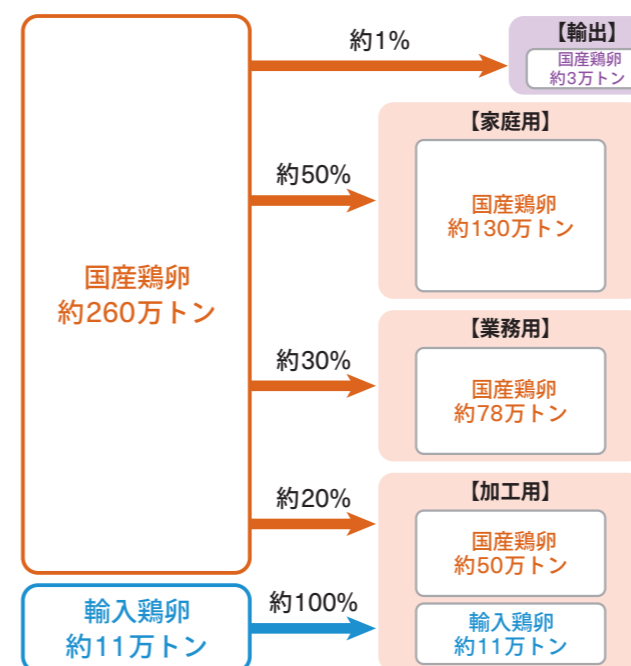 国産鶏卵
約260万トン
輸入鶏卵
約11万トン
約1%
約50%
約30%
約20%
約100%
【輸出】
国産鶏卵
約3万トン
【家庭用】
国産鶏卵
約130万トン
【業務用】
国産鶏卵
約78万トン
【加工用】
国産鶏卵
約50万トン
輸入鶏卵
約11万トン